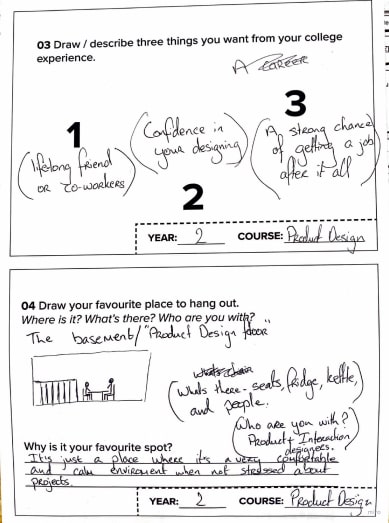 03 Draw / describe three things you want from your college
experience.
A CAREER
1
(lifelong friend
OR CO-WORKERS)
(Confidence in
your designing)
2
3
(A strong chance
of getting a job
after it all)
YEAR: 2 COURSE: Product Design
04 Draw your favourite place to hang out.
Where is it? What's there? Who are you with?
The basement/"Product Design floor"
(Whats there - seats, fridge, kettle,
and people.
(Who are you with?
Product + Interaction
designers.)
Why is it your favourite spot?
It's just a place where it's a very comfortable
and calm enviroment when not stressed about
projects.
YEAR: 2 COURSE: Product Design